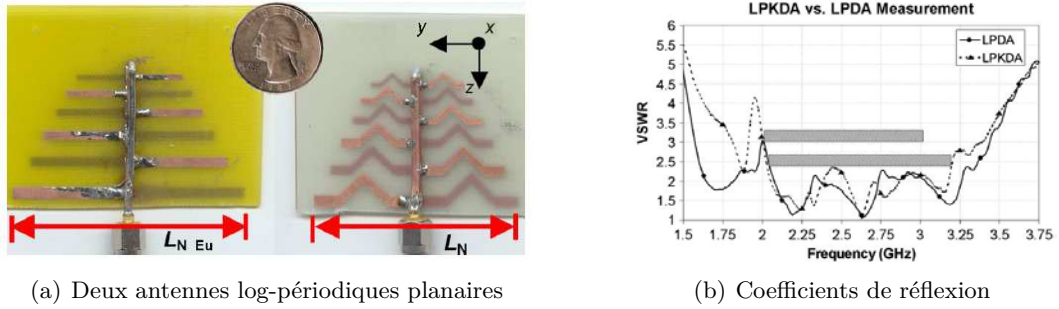 LPKDA vs. LPDA Measurement
y
x
z
L N Eu
L N
VSWR
6
5.5
5
4.5
4
3.5
3
2.5
2
1.5
1
LPDA
LPKDA
1.5 1.75 2 2.25 2.5 2.75 3 3.25 3.5 3.75
Frequency (GHz)
(a) Deux antennes log-périodiques planaires
(b) Coefficients de réflexion